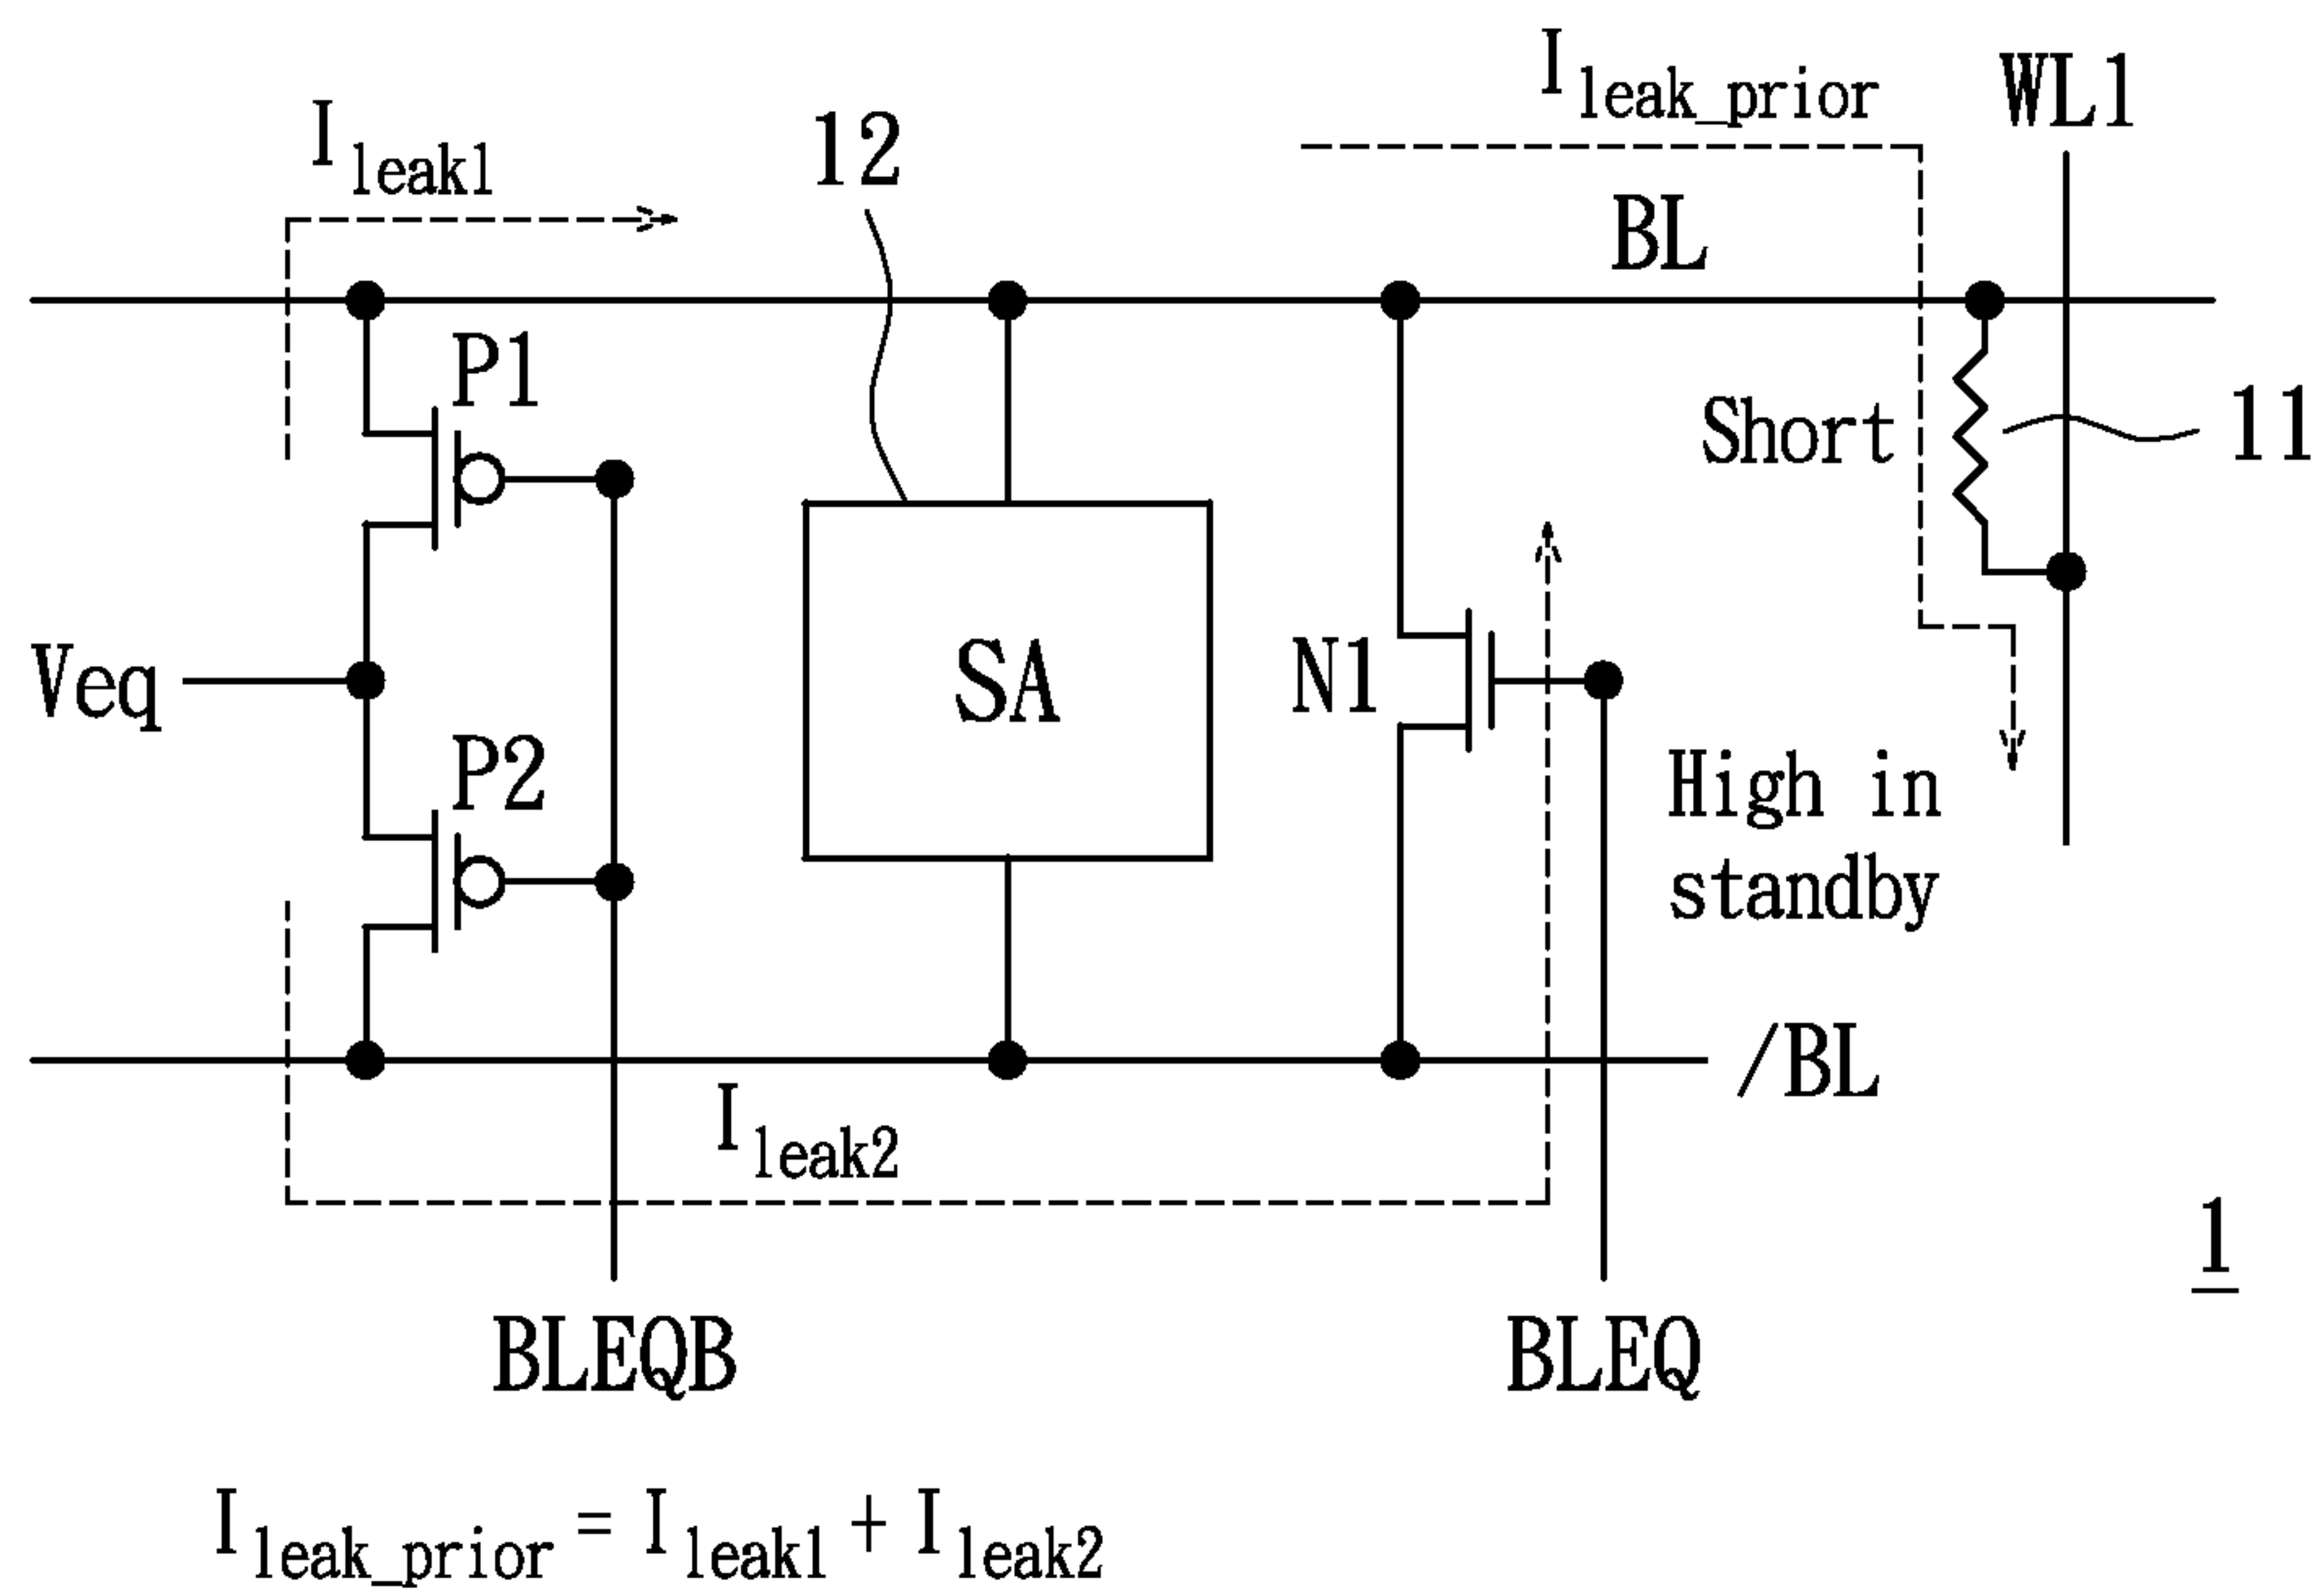 I leak_prior
WL1
I leak1
12
BL
P1
Short
11
Veq
SA
N1
P2
High in
standby
/BL
I leak2
1
BLEQB
BLEQ
I leak_prior = I leak1 + I leak2